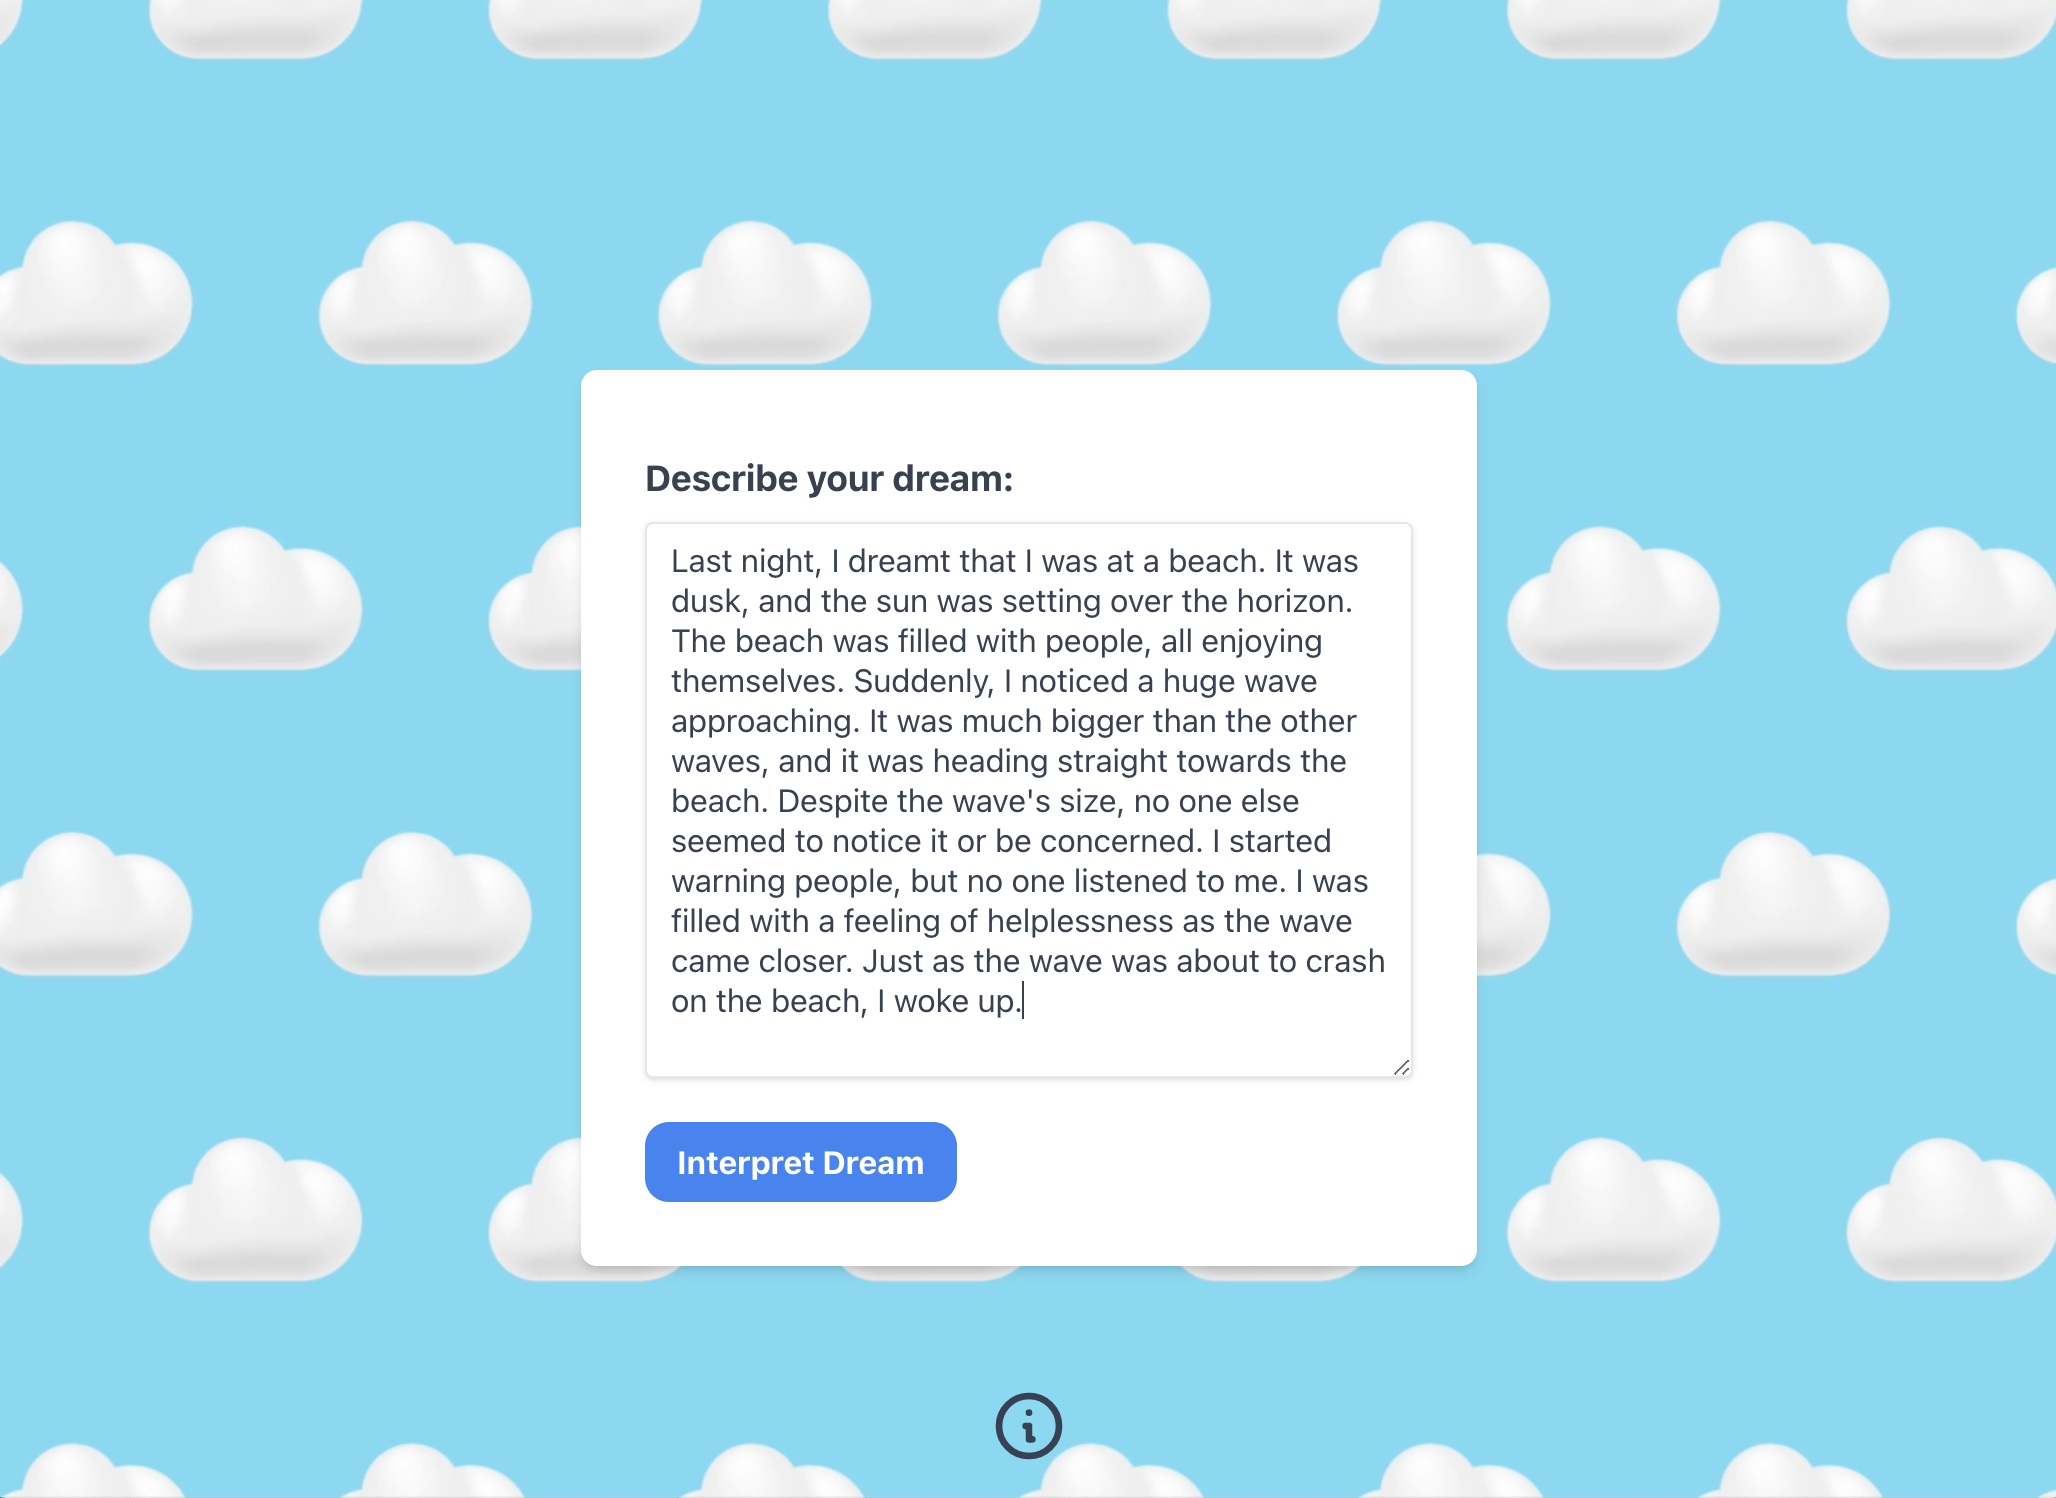 Describe your dream:
Last night, I dreamt that I was at a beach. It was
dusk, and the sun was setting over the horizon.
The beach was filled with people, all enjoying
themselves. Suddenly, I noticed a huge wave
approaching. It was much bigger than the other
waves, and it was heading straight towards the
beach. Despite the wave's size, no one else
seemed to notice it or be concerned. I started
warning people, but no one listened to me. I was
filled with a feeling of helplessness as the wave
came closer. Just as the wave was about to crash
on the beach, I woke up.
Interpret Dream